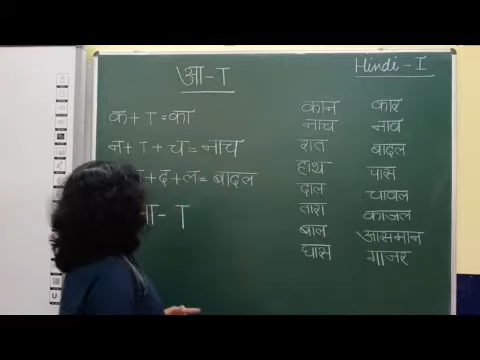 आ-ा
Hindi - I
क + ा = का
न + ा + च = नाच
ा + द + ल = बादल
आ - ा
कान कार
नाच नाव
रात बादल
हाथ पास
दाल चावल
तारा काजल
बाल आसमान
घास गाजर